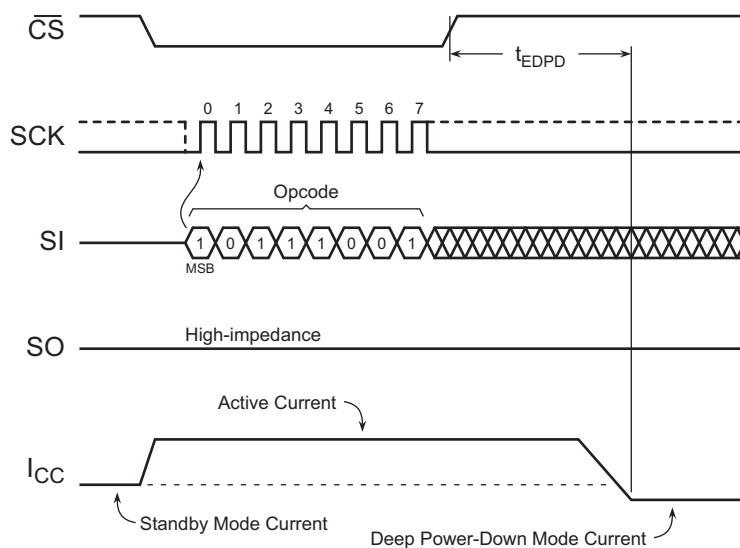 CS
tEDPD
0 1 2 3 4 5 6 7
SCK
Opcode
SI
1 0 1 1 1 0 0 1
MSB
High-impedance
SO
Active Current
ICC
Standby Mode Current
Deep Power-Down Mode Current